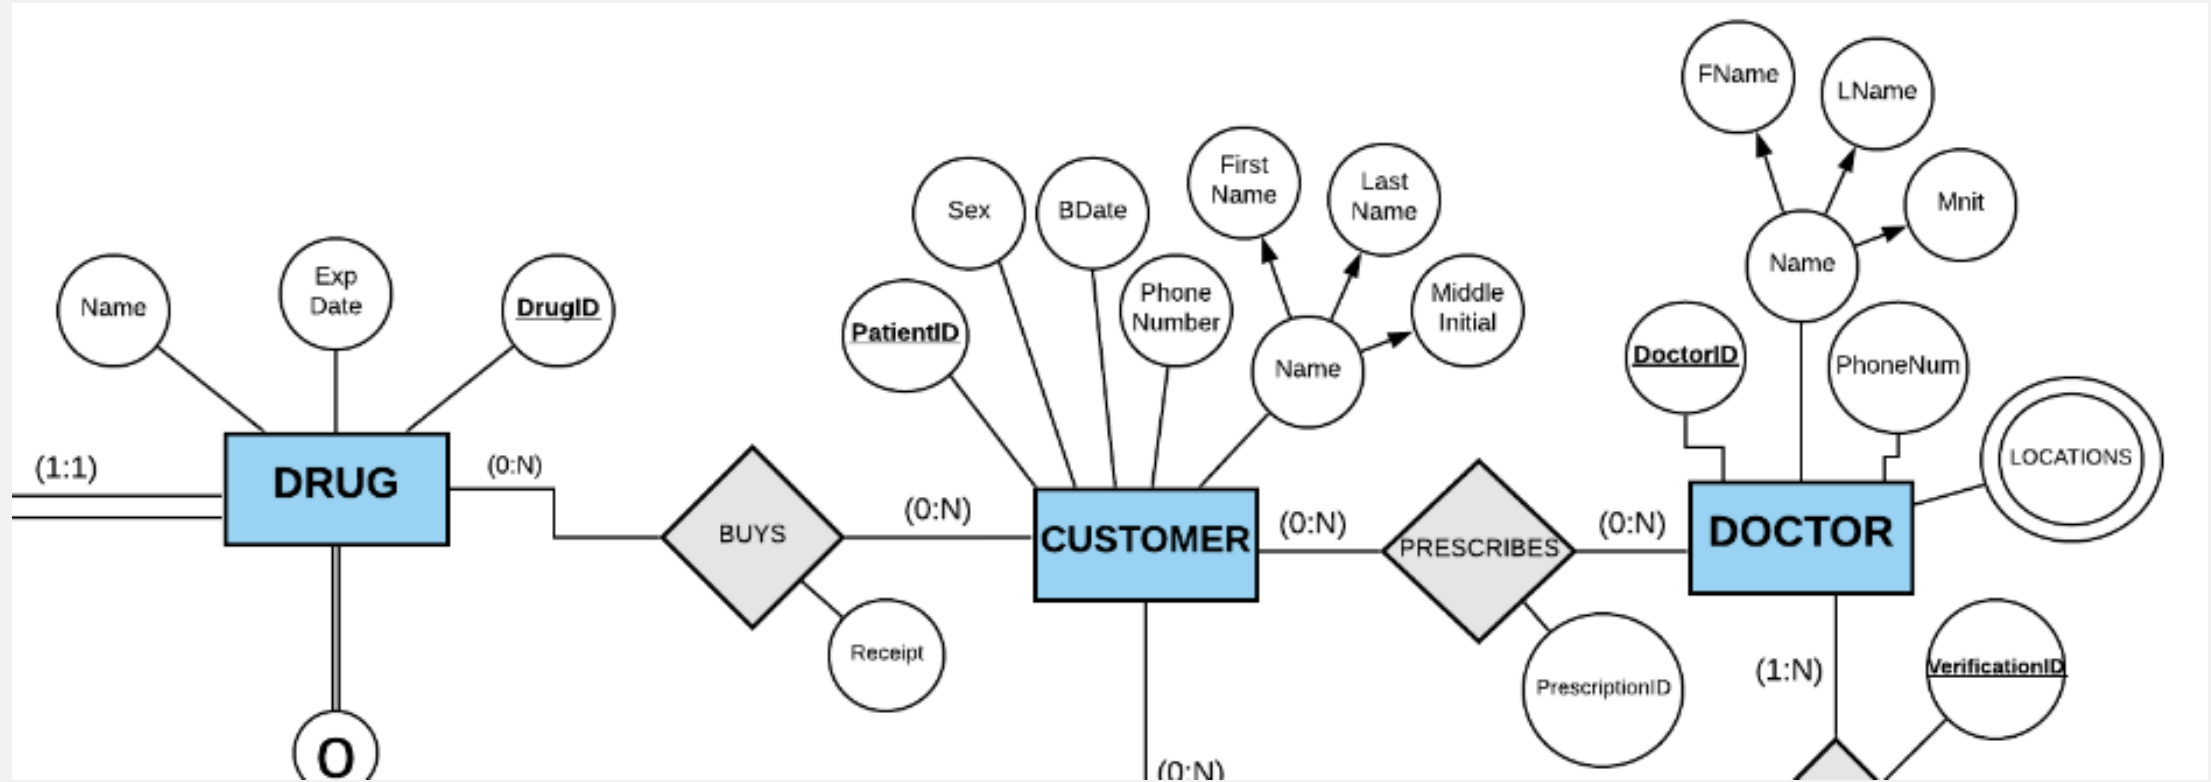 FName
LName
Mnit
Name
First
Name
Last
Name
Middle
Initial
Sex
BDate
Phone
Number
Name
PatientID
DoctorID
PhoneNum
LOCATIONS
Name
Exp
Date
DrugID
(1:1)
DRUG
(0:N)
BUYS
(0:N)
CUSTOMER
(0:N)
PRESCRIBES
(0:N)
DOCTOR
Receipt
PrescriptionID
(1:N)
VerificationID
O
(0:N)